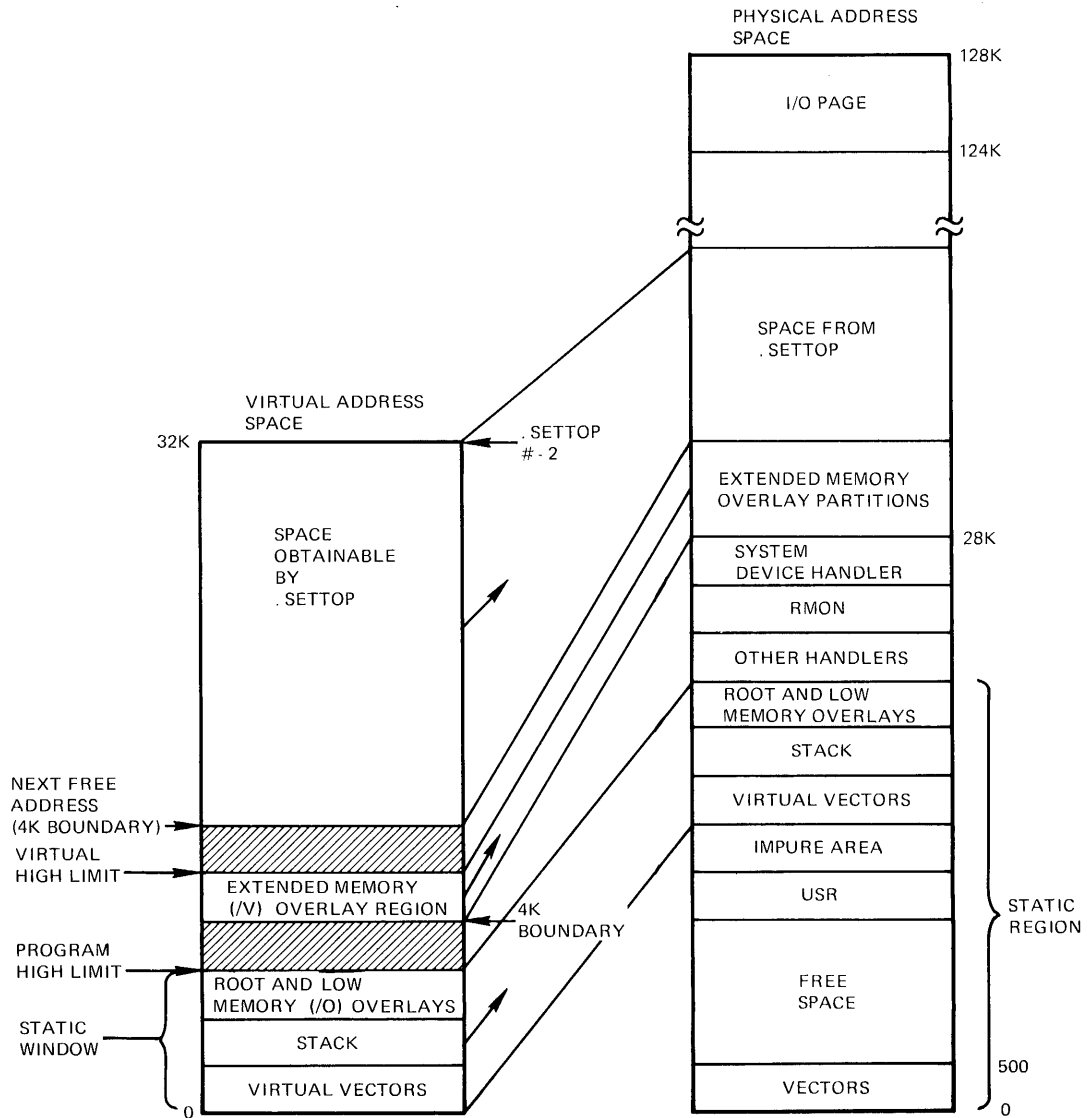 PHYSICAL ADDRESS
SPACE
128K
I/O PAGE
124K
SPACE FROM
. SETTOP
EXTENDED MEMORY
OVERLAY PARTITIONS
28K
SYSTEM
DEVICE HANDLER
RMON
OTHER HANDLERS
ROOT AND LOW
MEMORY OVERLAYS
STACK
VIRTUAL VECTORS
IMPURE AREA
USR
FREE
SPACE
500
VECTORS
0
STATIC
REGION
VIRTUAL ADDRESS
SPACE
32K
. SETTOP
# - 2
SPACE
OBTAINABLE
BY
. SETTOP
NEXT FREE
ADDRESS
(4K BOUNDARY)
VIRTUAL
HIGH LIMIT
EXTENDED MEMORY
(/V) OVERLAY REGION
4K
BOUNDARY
PROGRAM
HIGH LIMIT
ROOT AND LOW
MEMORY (/O) OVERLAYS
STATIC
WINDOW
STACK
VIRTUAL VECTORS
0